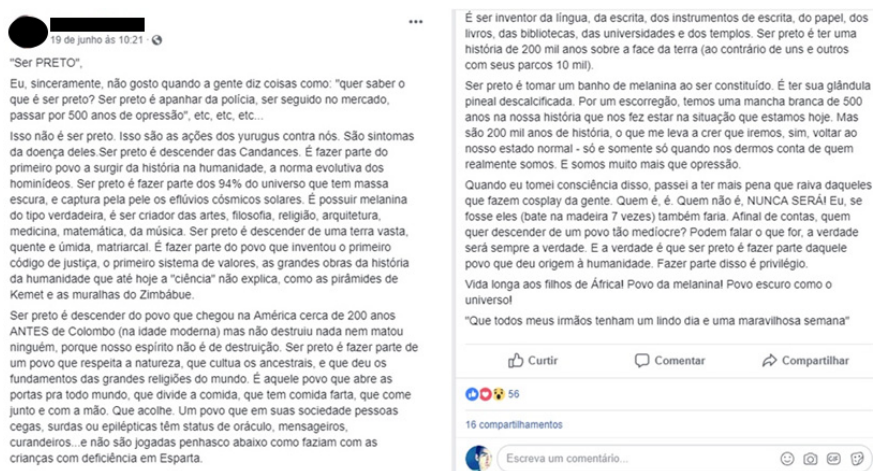 19 de junho às 10:21
"Ser PRETO",
Eu, sinceramente, não gosto quando a gente diz coisas como: "quer saber o
que é ser preto? Ser preto é apanhar da polícia, ser seguido no mercado,
passar por 500 anos de opressão", etc, etc, etc...
Isso não é ser preto. Isso são as ações dos yurugus contra nós. São sintomas
da doença deles.Ser preto é descender das Candances. É fazer parte do
primeiro povo a surgir da história na humanidade, a norma evolutiva dos
hominídeos. Ser preto é fazer parte dos 94% do universo que tem massa
escura, e captura pela pele os eflúvios cósmicos solares. É possuir melanina
do tipo verdadeira, é ser criador das artes, filosofia, religião, arquitetura,
medicina, matemática, da música. Ser preto é descender de uma terra vasta,
quente e úmida, matriarcal. É fazer parte do povo que inventou o primeiro
código de justiça, o primeiro sistema de valores, as grandes obras da história
da humanidade que até hoje a "ciência" não explica, como as pirâmides de
Kemet e as muralhas do Zimbábue.
Ser preto é descender do povo que chegou na América cerca de 200 anos
ANTES de Colombo (na idade moderna) mas não destruiu nada nem matou
ninguém, porque nosso espírito não é de destruição. Ser preto é fazer parte de
um povo que respeita a natureza, que cultua os ancestrais, e que deu os
fundamentos das grandes religiões do mundo. É aquele povo que abre as
portas pra todo mundo, que divide a comida, que tem comida farta, que come
junto e com a mão. Que acolhe. Um povo que em suas sociedade pessoas
cegas, surdas ou epilépticas têm status de oráculo, mensageiros,
curandeiros...e não são jogadas penhasco abaixo como faziam com as
crianças com deficiência em Esparta.
É ser inventor da língua, da escrita, dos instrumentos de escrita, do papel, dos
livros, das bibliotecas, das universidades e dos templos. Ser preto é ter uma
história de 200 mil anos sobre a face da terra (ao contrário de uns e outros
com seus parcos 10 mil).
Ser preto é tomar um banho de melanina ao ser constituído. É ter sua glândula
pineal descalcificada. Por um escorregão, temos uma mancha branca de 500
anos na nossa história que nos fez estar na situação que estamos hoje. Mas
são 200 mil anos de história, o que me leva a crer que iremos, sim, voltar ao
nosso estado normal - só e somente só quando nos dermos conta de quem
realmente somos. E somos muito mais que opressão.
Quando eu tomei consciência disso, passei a ter mais pena que raiva daqueles
que fazem cosplay da gente. Quem é, é. Quem não é, NUNCA SERÁ! Eu, se
fosse eles (bate na madeira 7 vezes) também faria. Afinal de contas, quem
quer descender de um povo tão medíocre? Podem falar o que for, a verdade
será sempre a verdade. E a verdade é que ser preto é fazer parte daquele
povo que deu origem à humanidade. Fazer parte disso é privilégio.
Vida longa aos filhos de África! Povo da melanina! Povo escuro como o
universo!
"Que todos meus irmãos tenham um lindo dia e uma maravilhosa semana"
Curtir Comentar Compartilhar
56
16 compartilhamentos
Escreva um comentário...